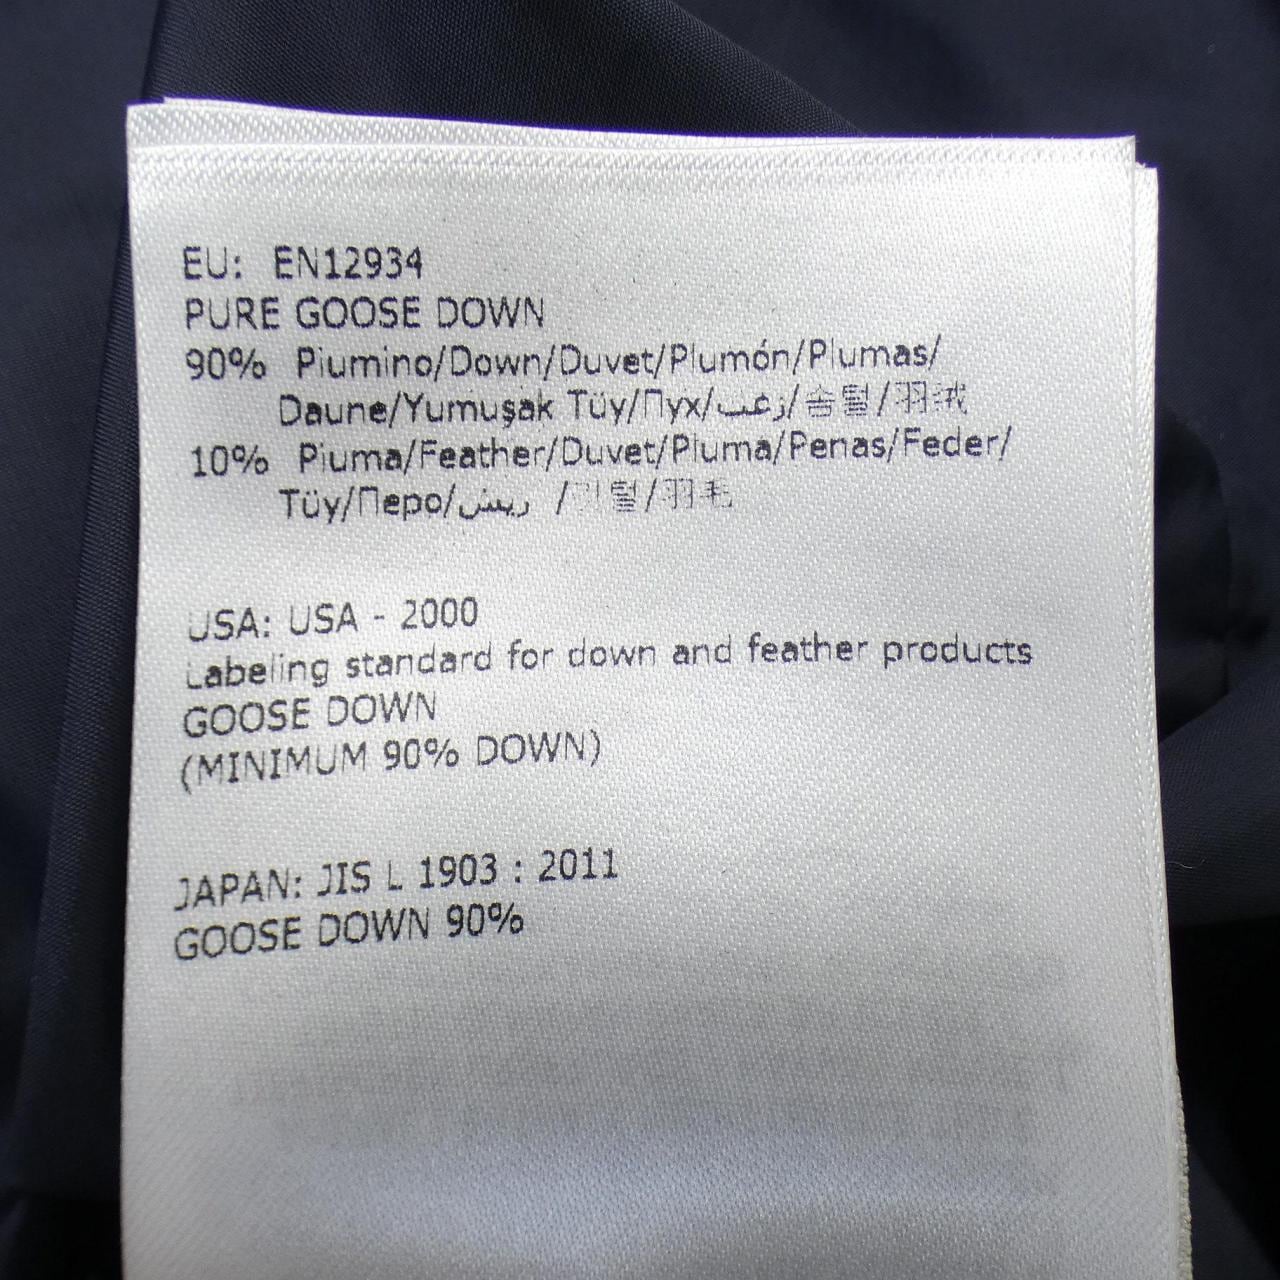 EU: EN12934
PURE GOOSE DOWN
90% Piumino/Down/Duvet/Plumón/Plumas/
Daune/Yumuşak Tüy/Пух/زغب/솜털/羽绒
10% Piuma/Feather/Duvet/Pluma/Penas/Feder/
Tüy/Перо/ريش /깃털/羽毛
USA: USA - 2000
Labeling standard for down and feather products
GOOSE DOWN
(MINIMUM 90% DOWN)
JAPAN: JIS L 1903 : 2011
GOOSE DOWN 90%